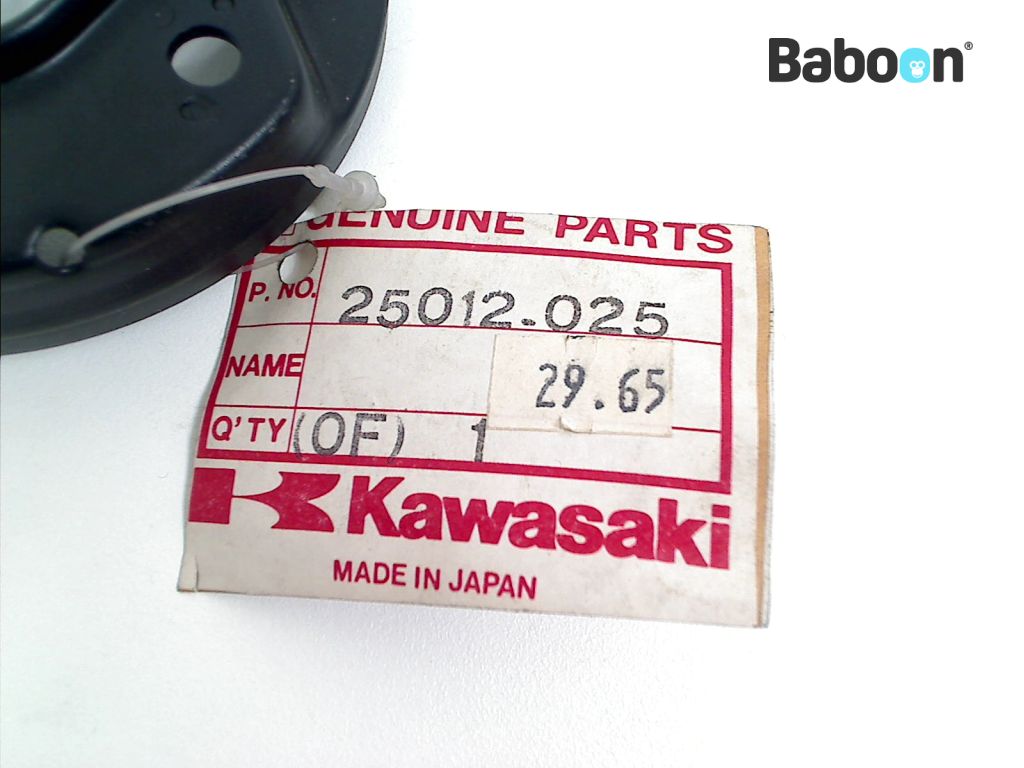 Baboon®
GENUINE PARTS
P. NO. 25012-025
NAME
29.65
Q'TY (OF) 1
Kawasaki
MADE IN JAPAN